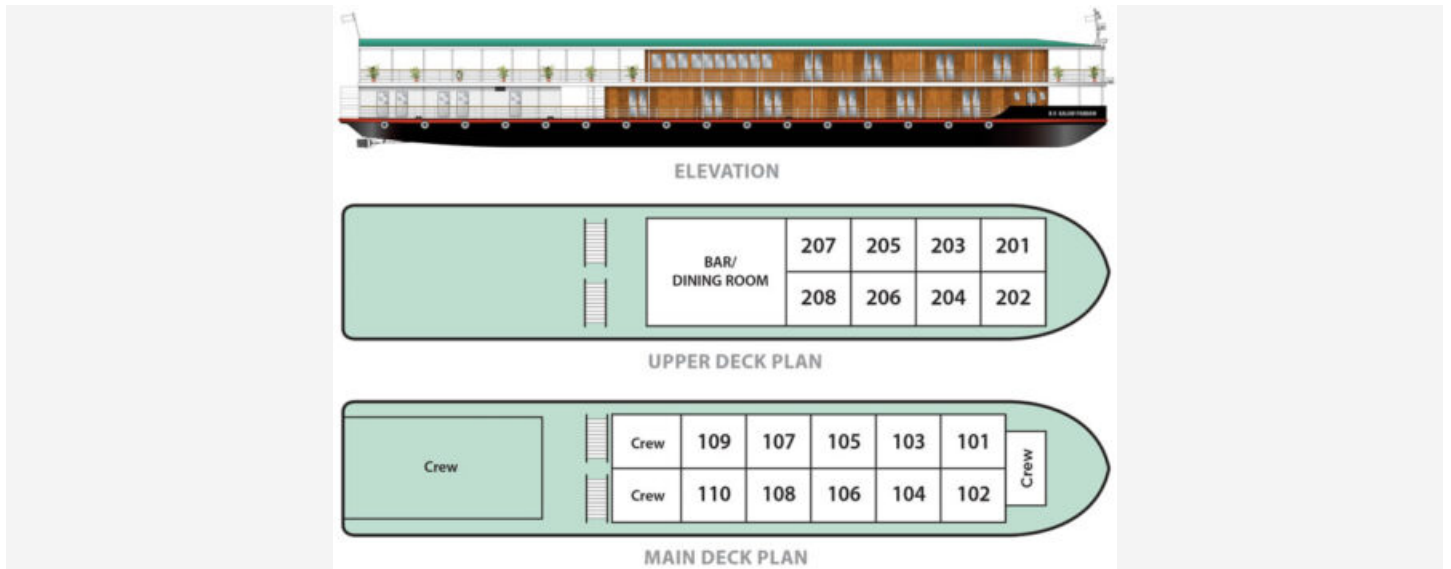 ELEVATION
BAR/
DINING ROOM
207 205 203 201
208 206 204 202
UPPER DECK PLAN
Crew
Crew 109 107 105 103 101
Crew 110 108 106 104 102
Crew
MAIN DECK PLAN